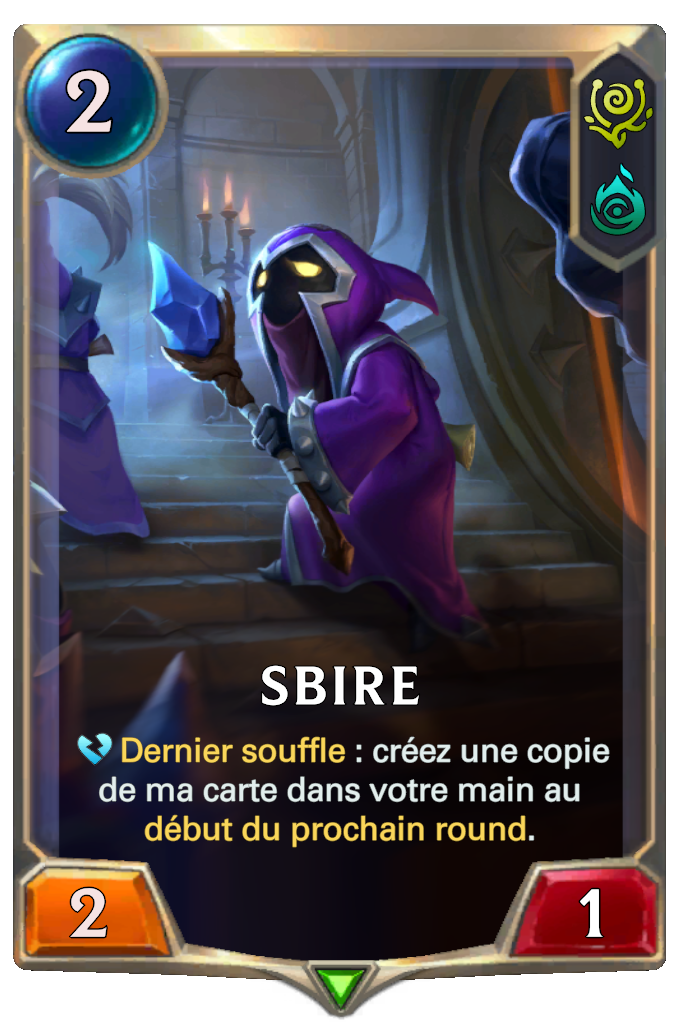 2
SBIRE
Dernier souffle : créez une copie
de ma carte dans votre main au
début du prochain round.
2
1